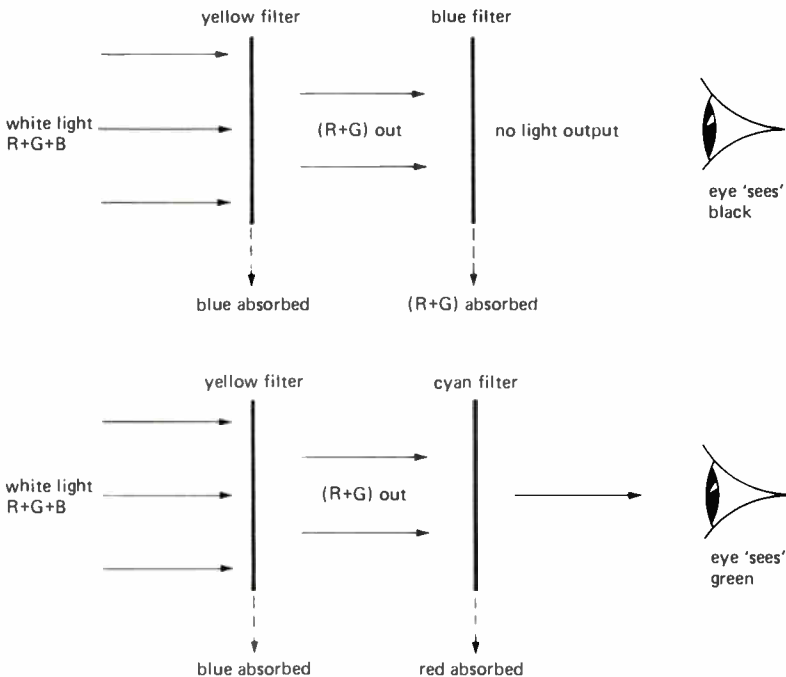 yellow filter
blue filter
white light
R+G+B
(R+G) out
no light output
eye 'sees'
black
blue absorbed
(R+G) absorbed
yellow filter
cyan filter
white light
R+G+B
(R+G) out
eye 'sees'
green
blue absorbed
red absorbed